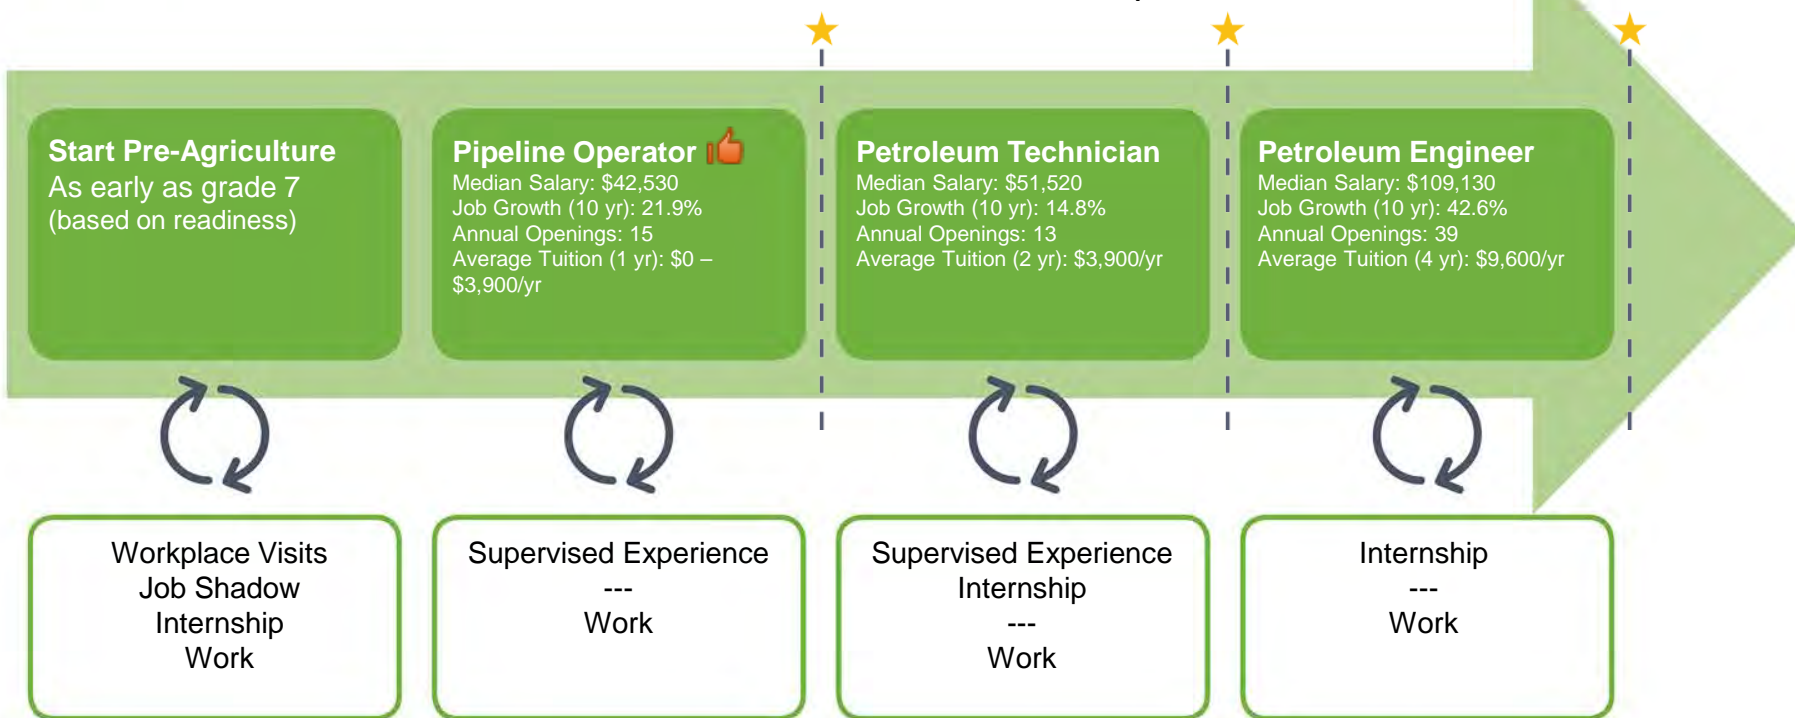 Start Pre-Agriculture
As early as grade 7
(based on readiness)
Pipeline Operator
Median Salary: $42,530
Job Growth (10 yr): 21.9%
Annual Openings: 15
Average Tuition (1 yr): $0 –
$3,900/yr
Petroleum Technician
Median Salary: $51,520
Job Growth (10 yr): 14.8%
Annual Openings: 13
Average Tuition (2 yr): $3,900/yr
Petroleum Engineer
Median Salary: $109,130
Job Growth (10 yr): 42.6%
Annual Openings: 39
Average Tuition (4 yr): $9,600/yr
Workplace Visits
Job Shadow
Internship
Work
Supervised Experience
---
Work
Supervised Experience
Internship
---
Work
Internship
---
Work